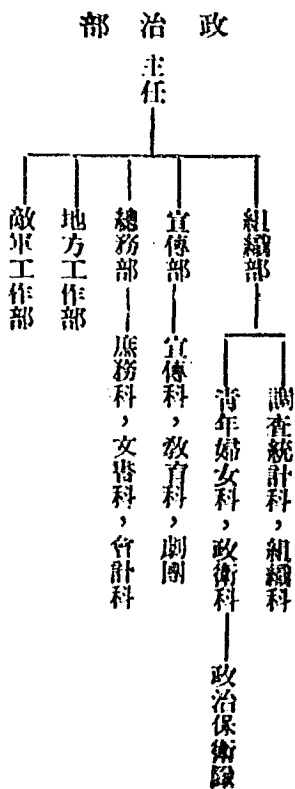 政治部
主任
組織部
調查統計科，組織科
青年婦女科，政衛科
政治保衛隊
宣傳部
宣傳科，教育科，劇團
總務部
庶務科，文書科，會計科
地方工作部
敵軍工作部